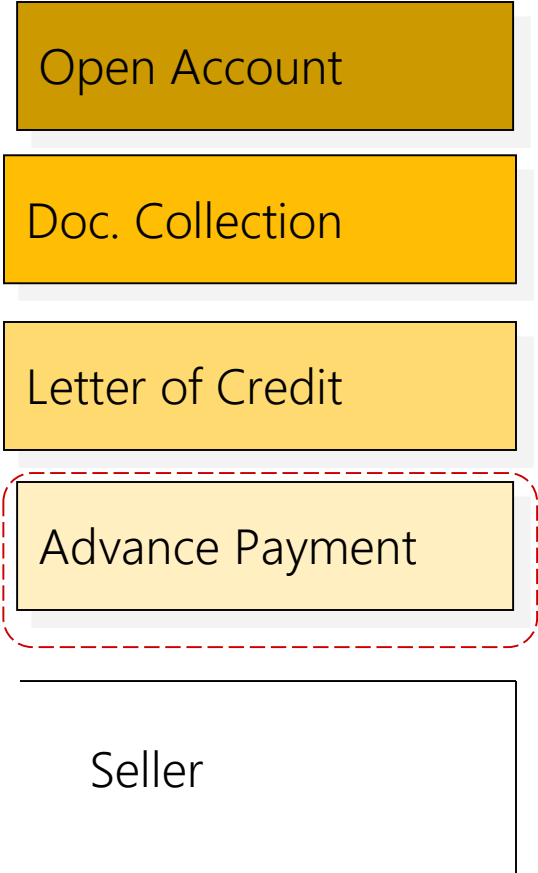 Open Account
Doc. Collection
Letter of Credit
Advance Payment
Seller